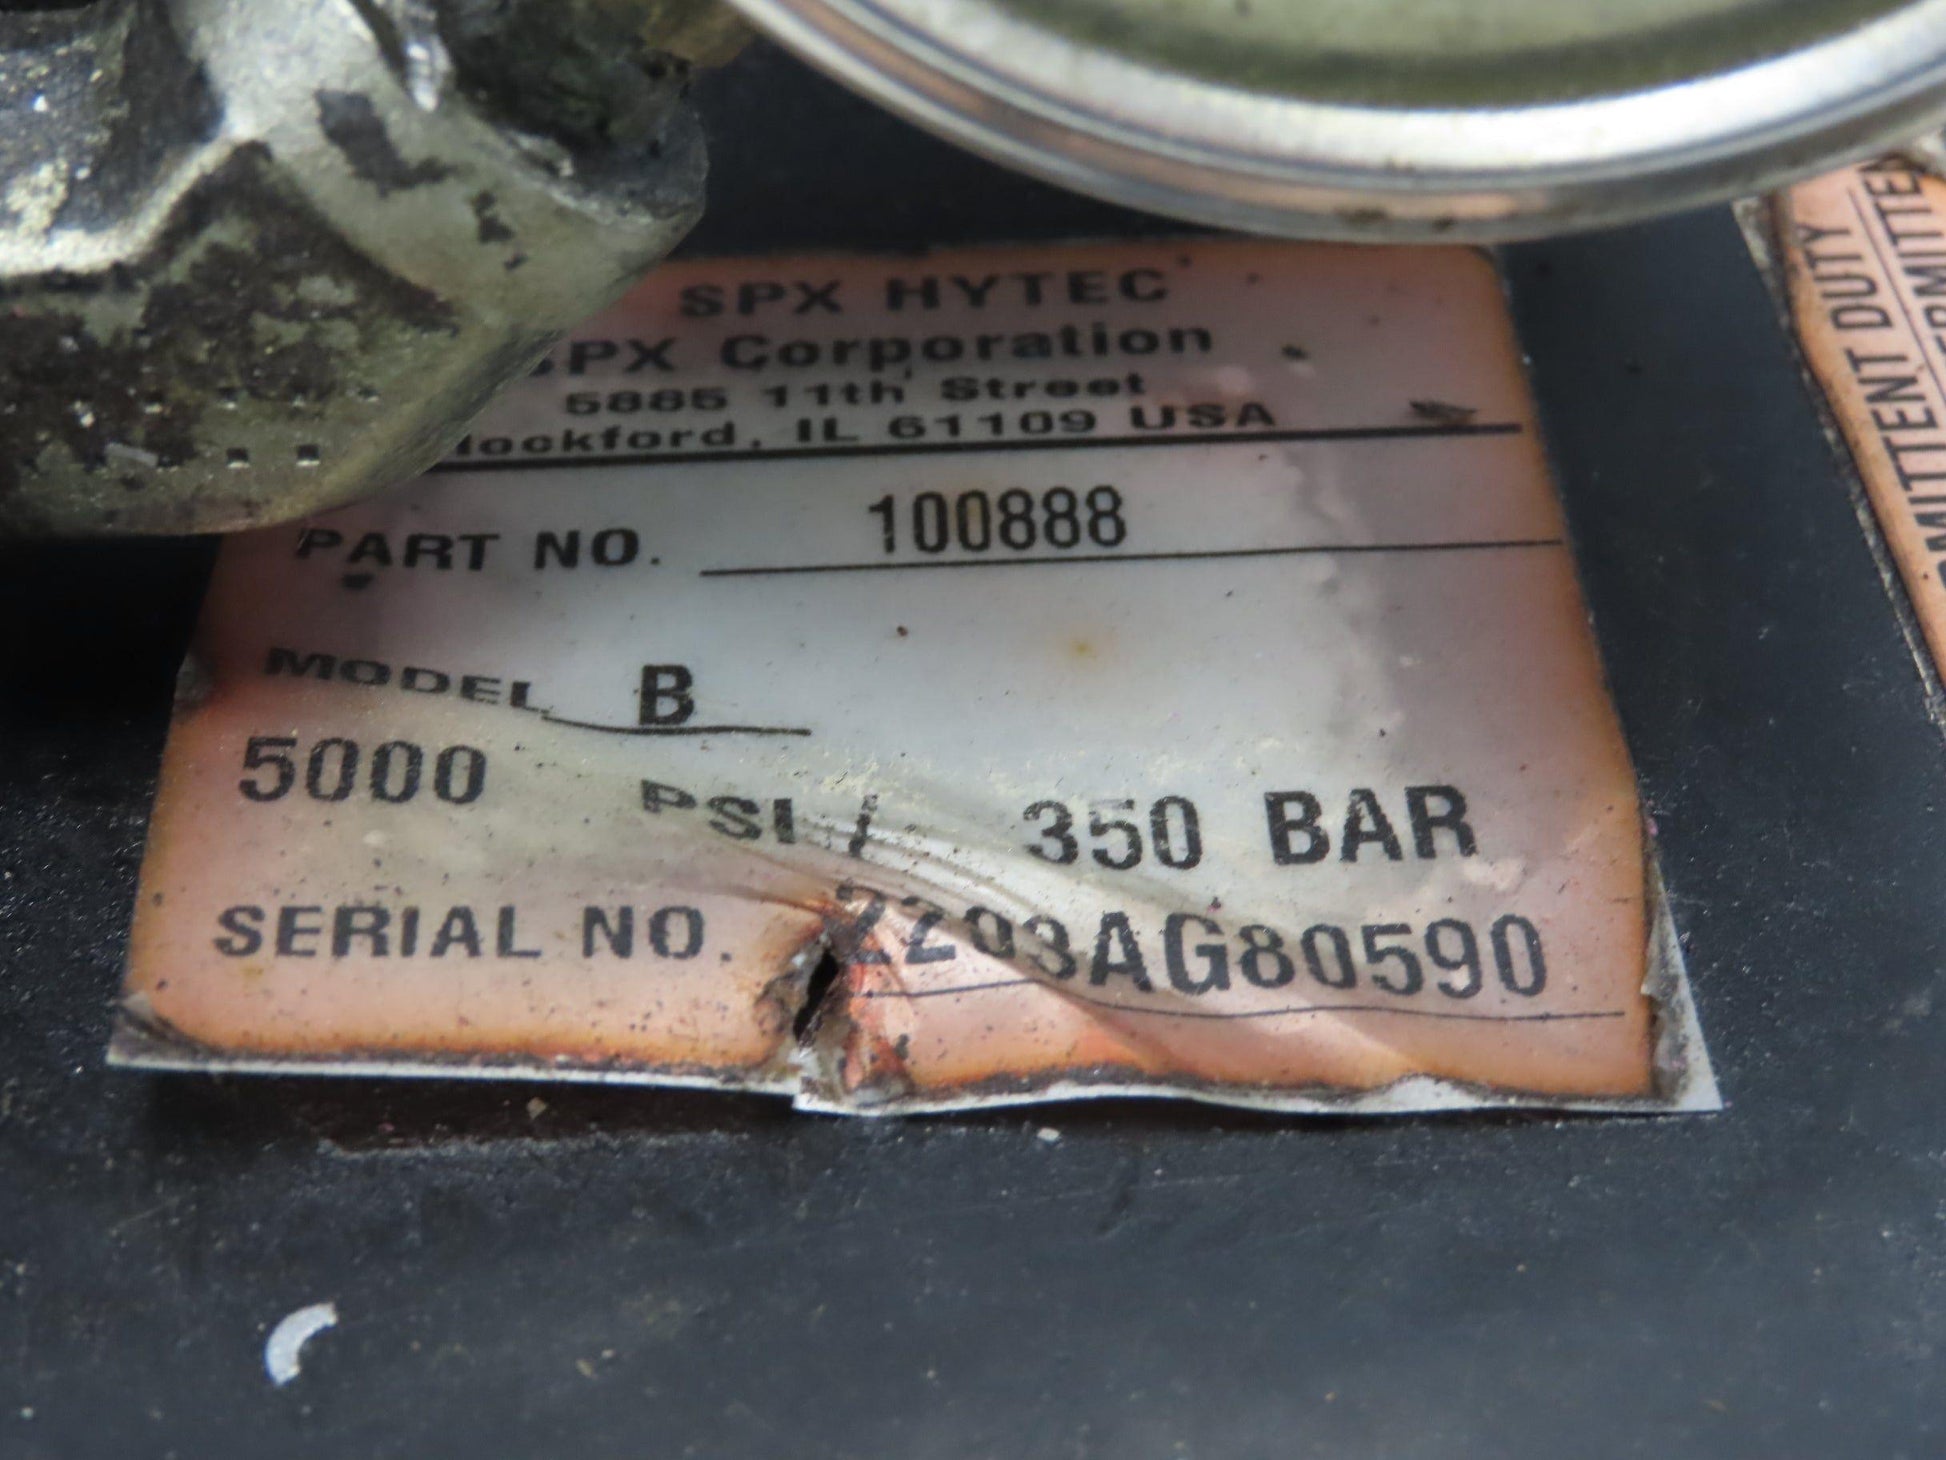 SPX HYTEC
SPX Corporation
5885 11th Street
Rockford, IL 61109 USA
PART NO. 100888
MODEL B
5000 PSI / 350 BAR
SERIAL NO. 2203AG80590
INTERMITTENT DUTY